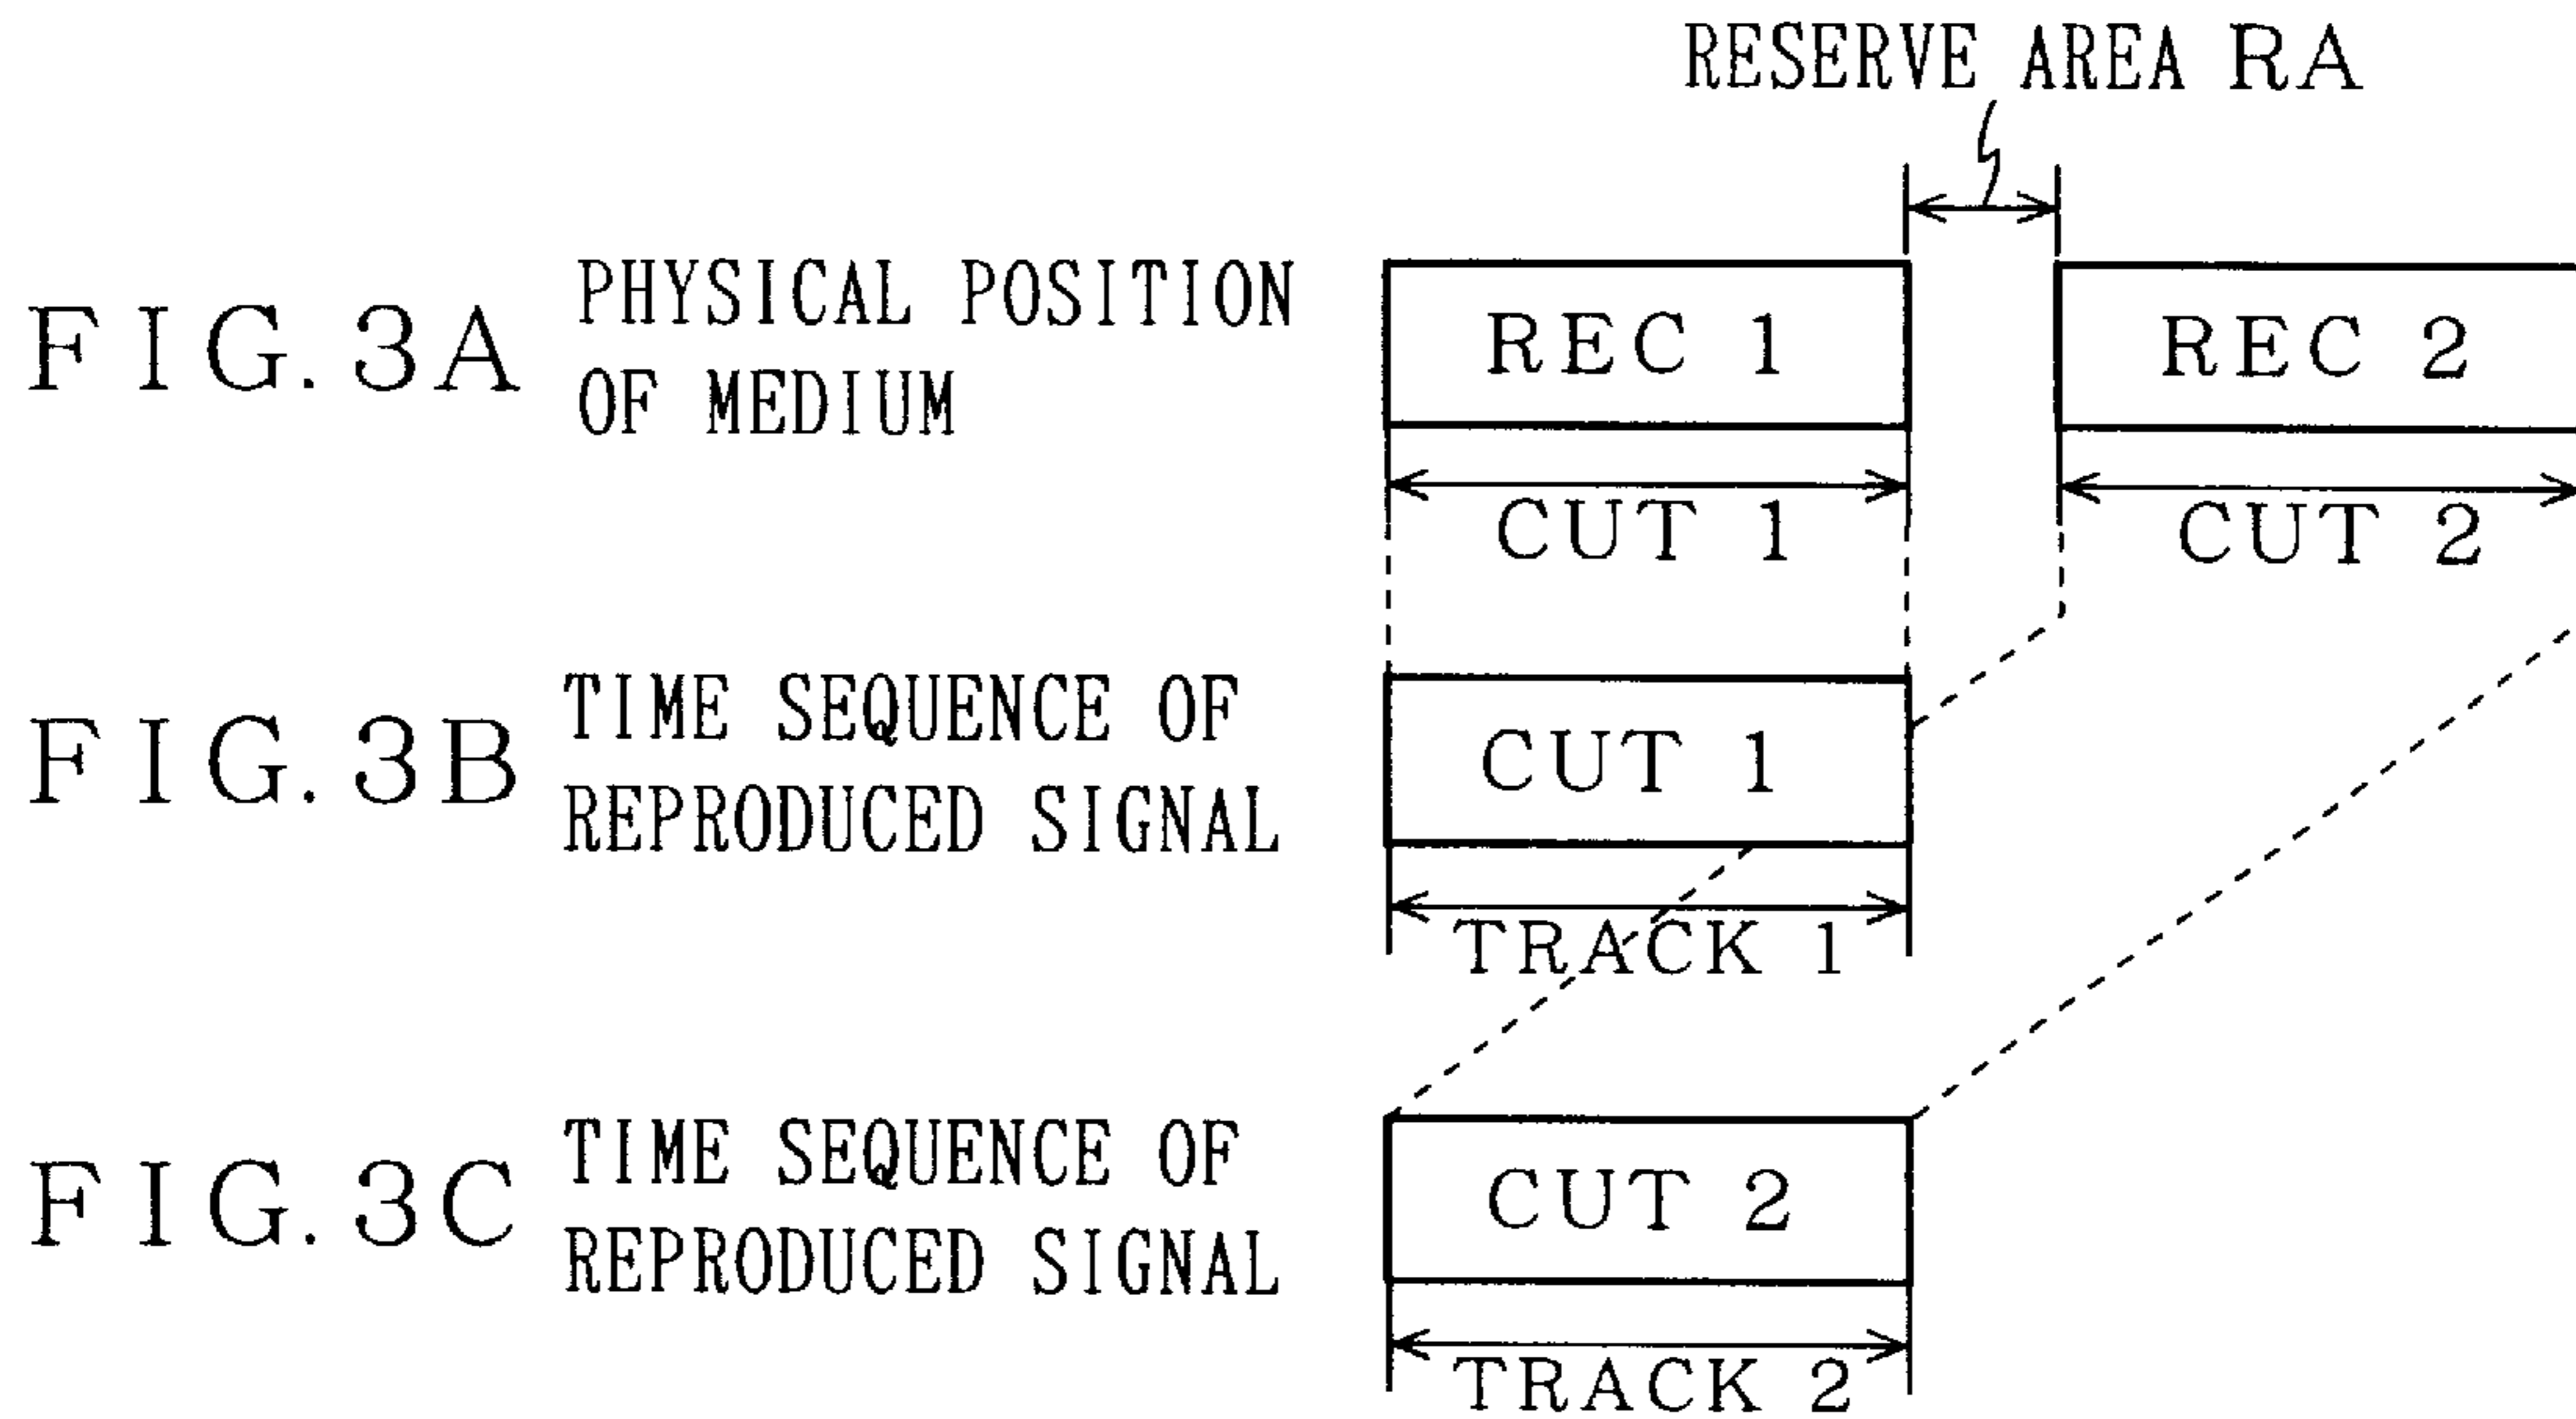 RESERVE AREA RA
FIG.3A
PHYSICAL POSITION
OF MEDIUM
REC 1
REC 2
CUT 1
CUT 2
FIG.3B
TIME SEQUENCE OF
REPRODUCED SIGNAL
CUT 1
TRACK 1
FIG.3C
TIME SEQUENCE OF
REPRODUCED SIGNAL
CUT 2
TRACK 2